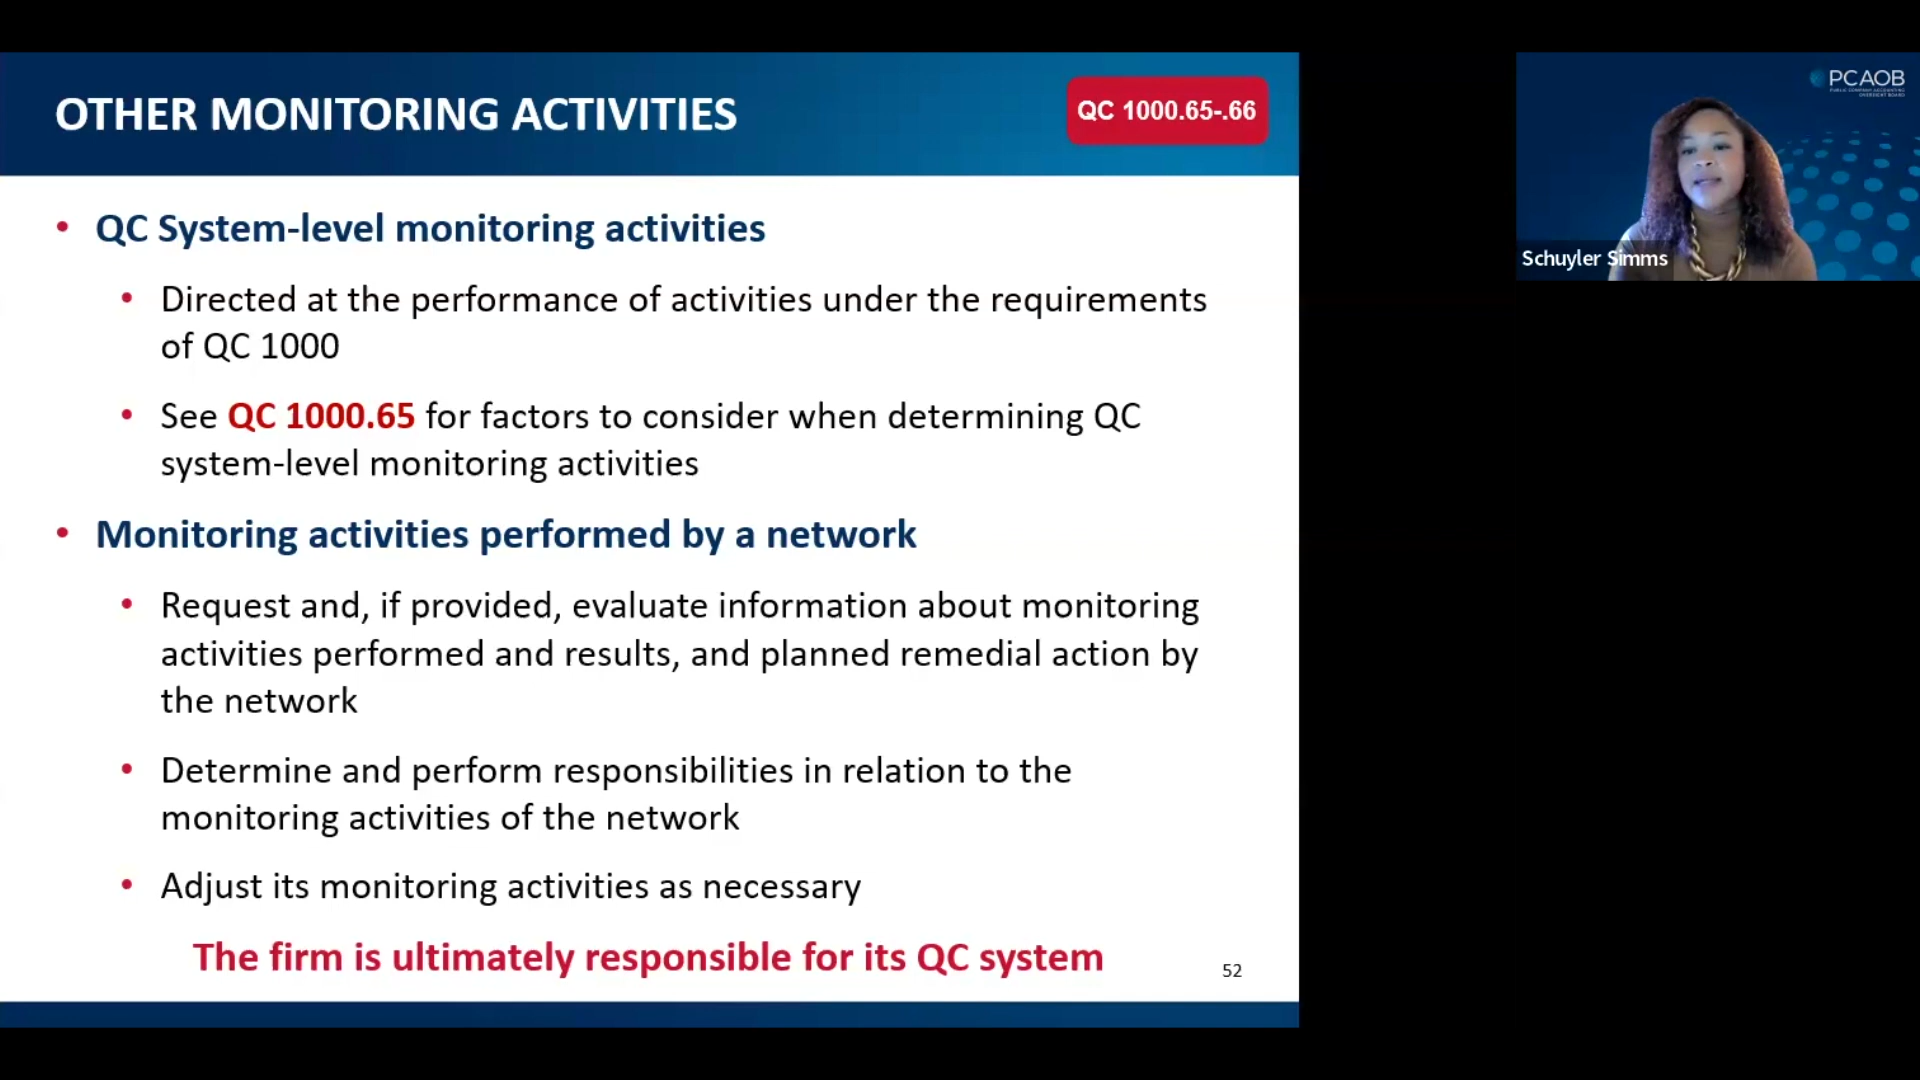 OTHER MONITORING ACTIVITIES
QC 1000.65-.66
• QC System-level monitoring activities
• Directed at the performance of activities under the requirements
of QC 1000
• See QC 1000.65 for factors to consider when determining QC
system-level monitoring activities
• Monitoring activities performed by a network
• Request and, if provided, evaluate information about monitoring
activities performed and results, and planned remedial action by
the network
• Determine and perform responsibilities in relation to the
monitoring activities of the network
• Adjust its monitoring activities as necessary
The firm is ultimately responsible for its QC system
52
PCAOB
PUBLIC COMPANY ACCOUNTING
OVERSIGHT BOARD
Schuyler Simms